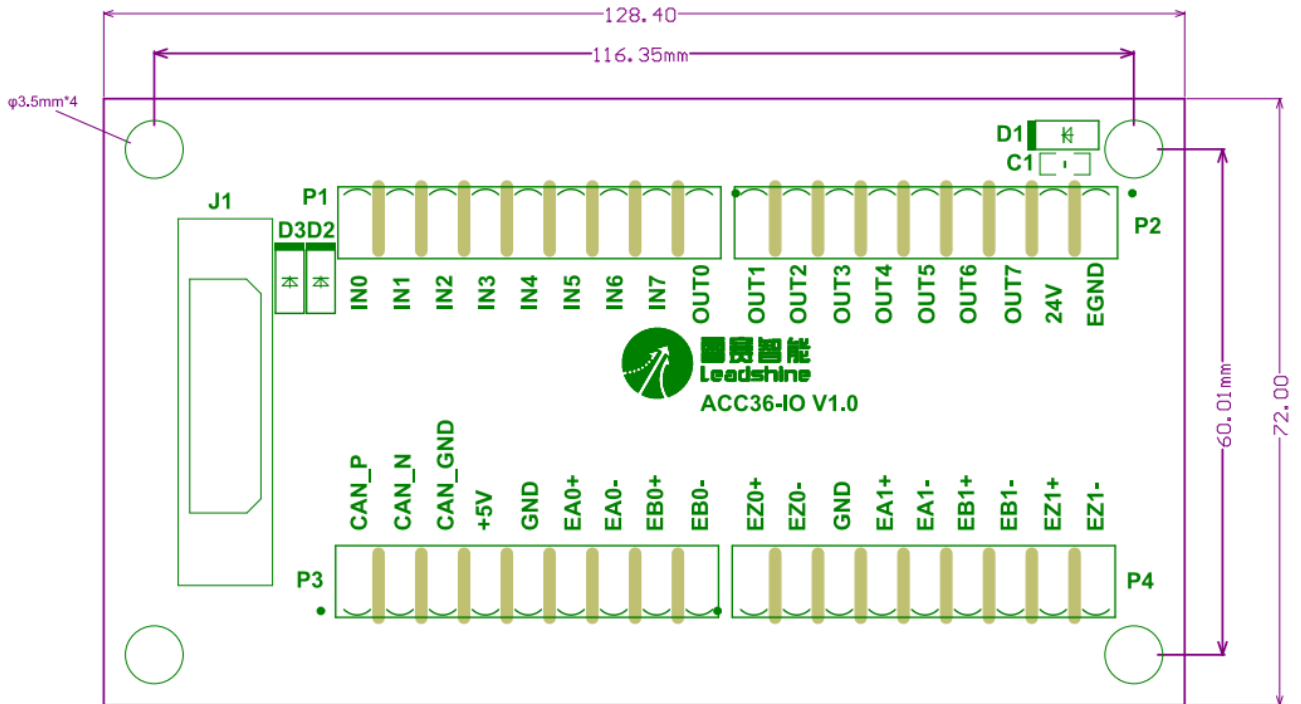 128.40
116.35mm
φ3.5mm*4
D1
C1
J1
P1
P2
D3 D2
IN0 IN1 IN2 IN3 IN4 IN5 IN6 IN7 OUT0 OUT1 OUT2 OUT3 OUT4 OUT5 OUT6 OUT7 24V EGND
雷赛智能
Leadshine
ACC36-IO V1.0
60.01mm
72.00
CAN_P CAN_N CAN_GND +5V GND EA0+ EA0- EB0+ EB0- EZ0+ EZ0- GND EA1+ EA1- EB1+ EB1- EZ1+ EZ1-
P3
P4